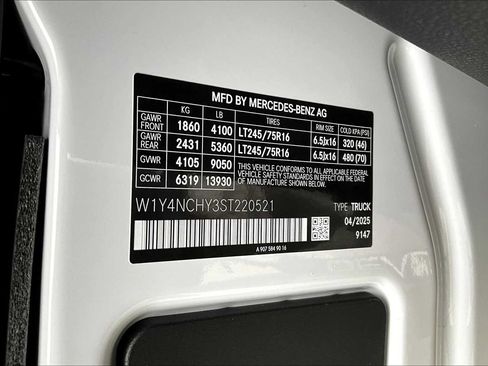 MFD BY MERCEDES-BENZ AG
KG LB TIRES RIM SIZE COLD KPA (PSI)
GAWR FRONT 1860 4100 LT245/75R16 6.5Jx16 320 (46)
GAWR REAR 2431 5360 LT245/75R16 6.5Jx16 480 (70)
GVWR 4105 9050 THIS VEHICLE CONFORMS TO ALL APPLICABLE
GCWR 6319 13930 FEDERAL MOTOR VEHICLE SAFETY STANDARDS
IN EFFECT ON THE DATE OF MANUFACTURE SHOWN
W1Y4NCHY3ST220521 TYPE: TRUCK
04/2025
9147
A 907 584 90 16